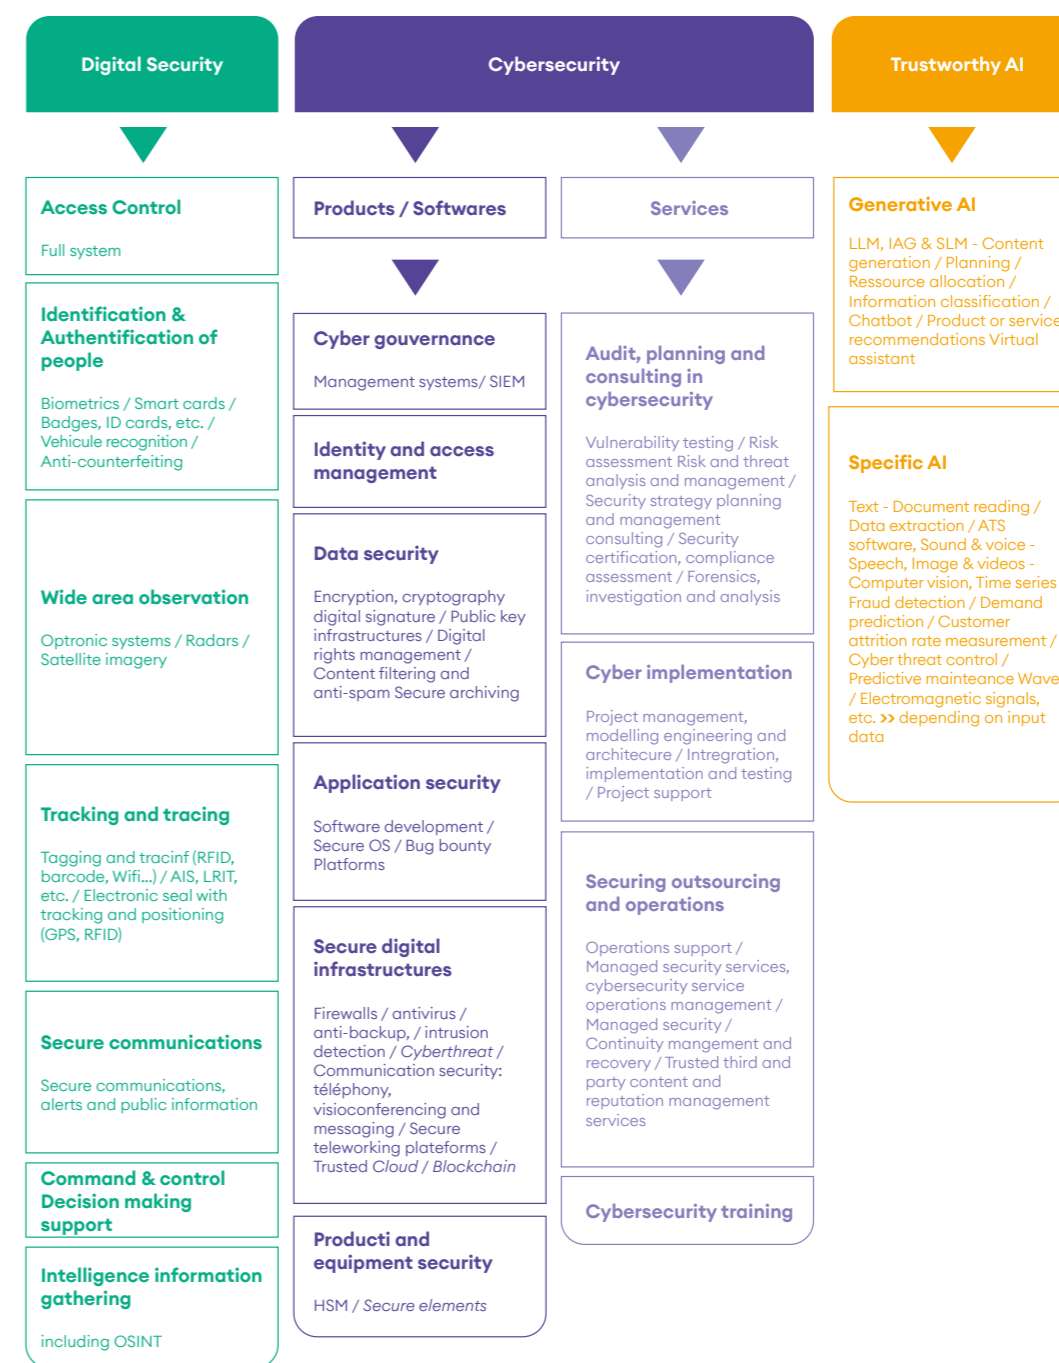 Digital Security
Cybersecurity
Trustworthy AI
Access Control
Full system
Identification &
Authentification of
people
Biometrics / Smart cards /
Badges, ID cards, etc. /
Vehicule recognition /
Anti-counterfeiting
Wide area observation
Optronic systems / Radars /
Satellite imagery
Tracking and tracing
Tagging and tracinf (RFID,
barcode, Wifi...) / AIS, LRIT,
etc. / Electronic seal with
tracking and positioning
(GPS, RFID)
Secure communications
Secure communications,
alerts and public information
Command & control
Decision making
support
Intelligence information
gathering
including OSINT
Products / Softwares
Cyber gouvernance
Management systems/ SIEM
Identity and access
management
Data security
Encryption, cryptography
digital signature / Public key
infrastructures / Digital
rights management /
Content filtering and
anti-spam Secure archiving
Application security
Software development /
Secure OS / Bug bounty
Platforms
Secure digital
infrastructures
Firewalls / antivirus /
anti-backup, / intrusion
detection / Cyberthreat /
Communication security:
téléphony,
visioconferencing and
messaging / Secure
teleworking plateforms /
Trusted Cloud / Blockchain
Producti and
equipment security
HSM / Secure elements
Services
Audit, planning and
consulting in
cybersecurity
Vulnerability testing / Risk
assessment Risk and threat
analysis and management /
Security strategy planning
and management
consulting / Security
certification, compliance
assessment / Forensics,
investigation and analysis
Cyber implementation
Project management,
modelling engineering and
architecure / Intregration,
implementation and testing
/ Project support
Securing outsourcing
and operations
Operations support /
Managed security services,
cybersecurity service
operations management /
Managed security /
Continuity mangement and
recovery / Trusted third and
party content and
reputation management
services
Cybersecurity training
Generative AI
LLM, IAG & SLM - Content
generation / Planning /
Ressource allocation /
Information classification /
Chatbot / Product or service
recommendations Virtual
assistant
Specific AI
Text - Document reading /
Data extraction / ATS
software, Sound & voice -
Speech, Image & videos -
Computer vision, Time series
Fraud detection / Demand
prediction / Customer
attrition rate measurement /
Cyber threat control /
Predictive mainteance Wave
/ Electromagnetic signals,
etc. >> depending on input
data